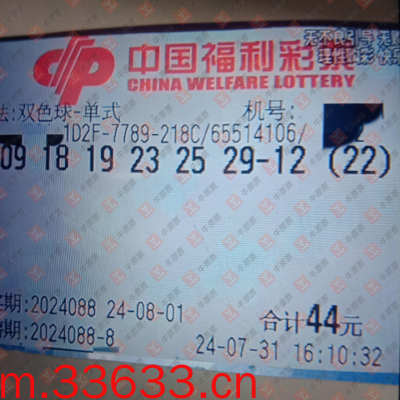 中国福利彩
CHINA WELFARE LOTTERY
法:双色球-单式 机号:
1D2F-7789-218C/65514106/
09 18 19 23 25 29-12 (22)
期:2024088 24-08-01 合计44元
期:2024088-8 24-07-31 16:10:32
m.33633.cn